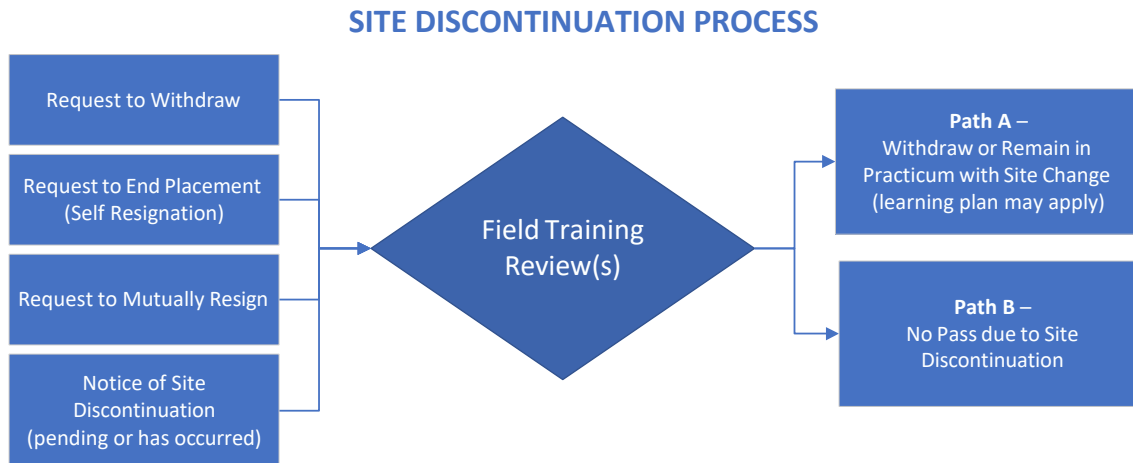 SITE DISCONTINUATION PROCESS
Request to Withdraw
Request to End Placement
(Self Resignation)
Request to Mutually Resign
Notice of Site
Discontinuation
(pending or has occurred)
Field Training
Review(s)
Path A –
Withdraw or Remain in
Practicum with Site Change
(learning plan may apply)
Path B –
No Pass due to Site
Discontinuation